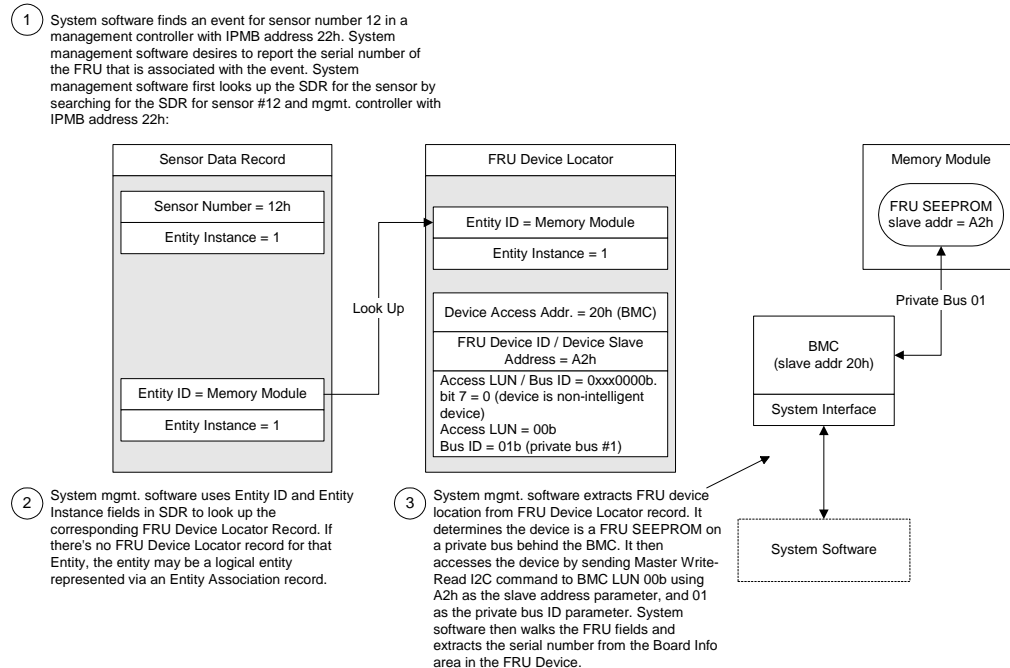 1
System software finds an event for sensor number 12 in a
management controller with IPMB address 22h. System
management software desires to report the serial number of
the FRU that is associated with the event. System
management software first looks up the SDR for the sensor by
searching for the SDR for sensor #12 and mgmt. controller with
IPMB address 22h:
Sensor Data Record
Sensor Number = 12h
Entity Instance = 1
Entity ID = Memory Module
Entity Instance = 1
Look Up
FRU Device Locator
Entity ID = Memory Module
Entity Instance = 1
Device Access Addr. = 20h (BMC)
FRU Device ID / Device Slave
Address = A2h
Access LUN / Bus ID = 0xxx0000b.
bit 7 = 0 (device is non-intelligent
device)
Access LUN = 00b
Bus ID = 01b (private bus #1)
Memory Module
FRU SEEPROM
slave addr = A2h
Private Bus 01
BMC
(slave addr 20h)
System Interface
System Software
2
System mgmt. software uses Entity ID and Entity
Instance fields in SDR to look up the
corresponding FRU Device Locator Record. If
there's no FRU Device Locator record for that
Entity, the entity may be a logical entity
represented via an Entity Association record.
3
System mgmt. software extracts FRU device
location from FRU Device Locator record. It
determines the device is a FRU SEEPROM on
a private bus behind the BMC. It then
accesses the device by sending Master Write-
Read I2C command to BMC LUN 00b using
A2h as the slave address parameter, and 01
as the private bus ID parameter. System
software then walks the FRU fields and
extracts the serial number from the Board Info
area in the FRU Device.